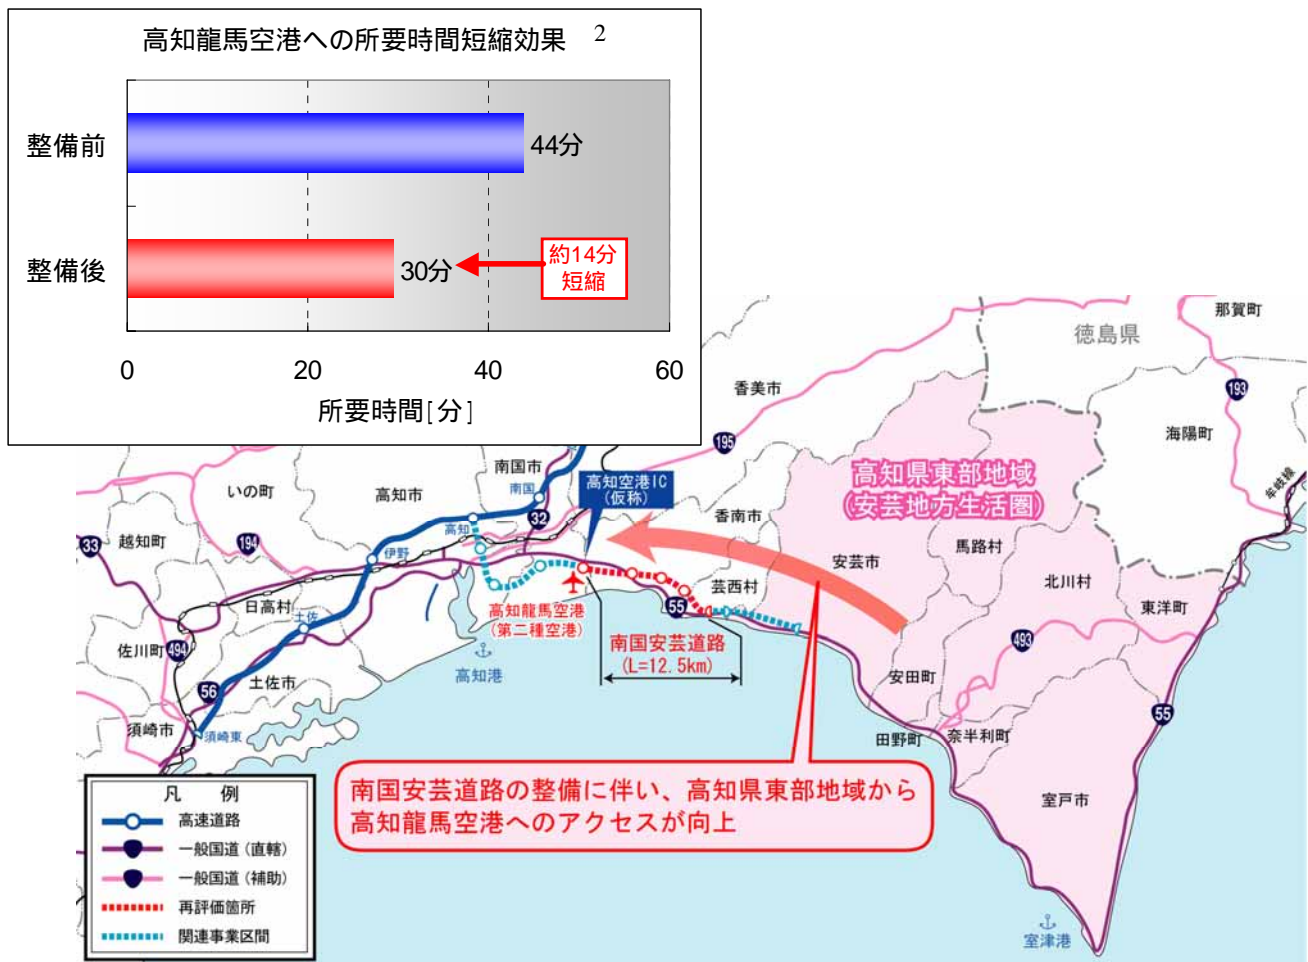 高知龍馬空港への所要時間短縮効果 2
整備前
44分
整備後
30分
約14分
短縮
0
20
40
60
所要時間[分]
那賀町
徳島県
香美市
193
海陽町
195
牟岐線
高知県東部地域
(安芸地方生活圏)
南国市
高知空港IC
(仮称)
いの町
高知市
南国
32
高知
香南市
33
越知町
194
伊野
安芸市
馬路村
北川村
東洋町
芸西村
日高村
土佐
高知龍馬空港
(第二種空港)
55
南国安芸道路
(L=12.5km)
佐川町
494
高知港
493
56
土佐市
安田町
須崎市
須崎東
田野町
奈半利町
55
室戸市
南国安芸道路の整備に伴い、高知県東部地域から
高知龍馬空港へのアクセスが向上
凡 例
高速道路
一般国道(直轄)
一般国道(補助)
再評価箇所
関連事業区間
室津港